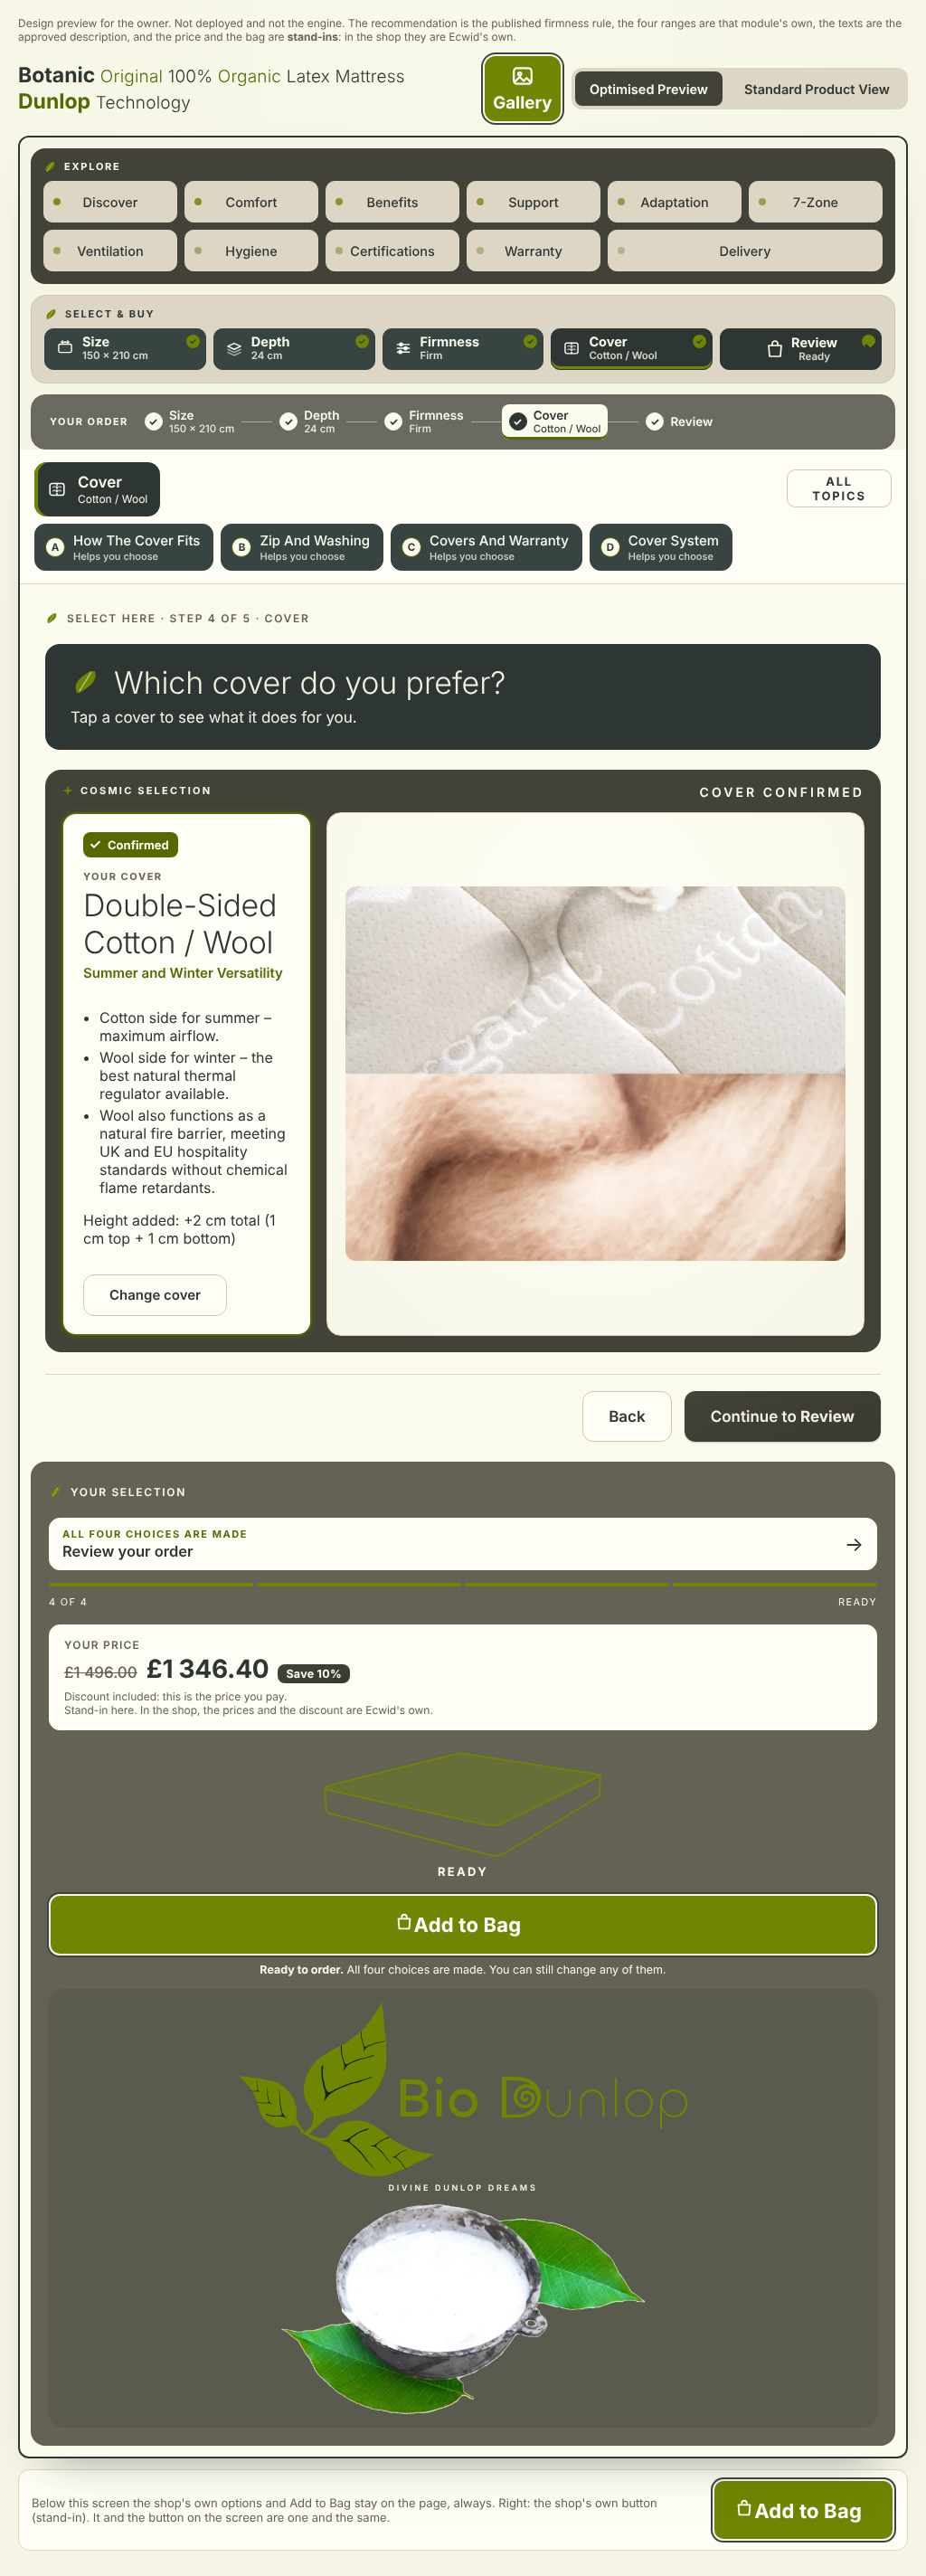 Design preview for the owner. Not deployed and not the engine. The recommendation is the published firmness rule, the four ranges are that module's own, the texts are the
approved description, and the price and the bag are stand-ins: in the shop they are Ecwid's own.
Botanic Original 100% Organic Latex Mattress
Dunlop Technology
Gallery
Optimised Preview
Standard Product View
EXPLORE
Discover
Comfort
Benefits
Support
Adaptation
7-Zone
Ventilation
Hygiene
Certifications
Warranty
Delivery
SELECT & BUY
Size
150 × 210 cm
Depth
24 cm
Firmness
Firm
Cover
Cotton / Wool
Review
Ready
YOUR ORDER
Size
150 × 210 cm
Depth
24 cm
Firmness
Firm
Cover
Cotton / Wool
Review
Cover
Cotton / Wool
ALL
TOPICS
A
How The Cover Fits
Helps you choose
B
Zip And Washing
Helps you choose
C
Covers And Warranty
Helps you choose
D
Cover System
Helps you choose
SELECT HERE · STEP 4 OF 5 · COVER
Which cover do you prefer?
Tap a cover to see what it does for you.
COSMIC SELECTION
COVER CONFIRMED
Confirmed
YOUR COVER
Double-Sided
Cotton / Wool
Summer and Winter Versatility
• Cotton side for summer –
maximum airflow.
• Wool side for winter – the
best natural thermal
regulator available.
• Wool also functions as a
natural fire barrier, meeting
UK and EU hospitality
standards without chemical
flame retardants.
Height added: +2 cm total (1
cm top + 1 cm bottom)
Change cover
Cotton
Back
Continue to Review
YOUR SELECTION
ALL FOUR CHOICES ARE MADE
Review your order
4 OF 4
READY
YOUR PRICE
£1 496.00 £1 346.40 Save 10%
Discount included: this is the price you pay.
Stand-in here. In the shop, the prices and the discount are Ecwid's own.
READY
Add to Bag
Ready to order. All four choices are made. You can still change any of them.
Bio Dunlop
DIVINE DUNLOP DREAMS
Below this screen the shop's own options and Add to Bag stay on the page, always. Right: the shop's own button
(stand-in). It and the button on the screen are one and the same.
Add to Bag